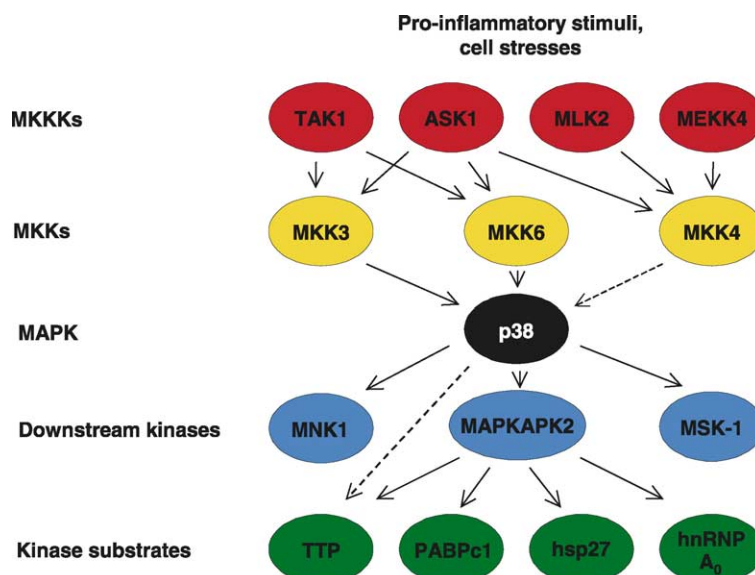 Pro-inflammatory stimuli,
cell stresses
MKKKs
TAK1
ASK1
MLK2
MEKK4
MKKs
MKK3
MKK6
MKK4
MAPK
p38
Downstream kinases
MNK1
MAPKAPK2
MSK-1
Kinase substrates
TTP
PABPc1
hsp27
hnRNP
A₀